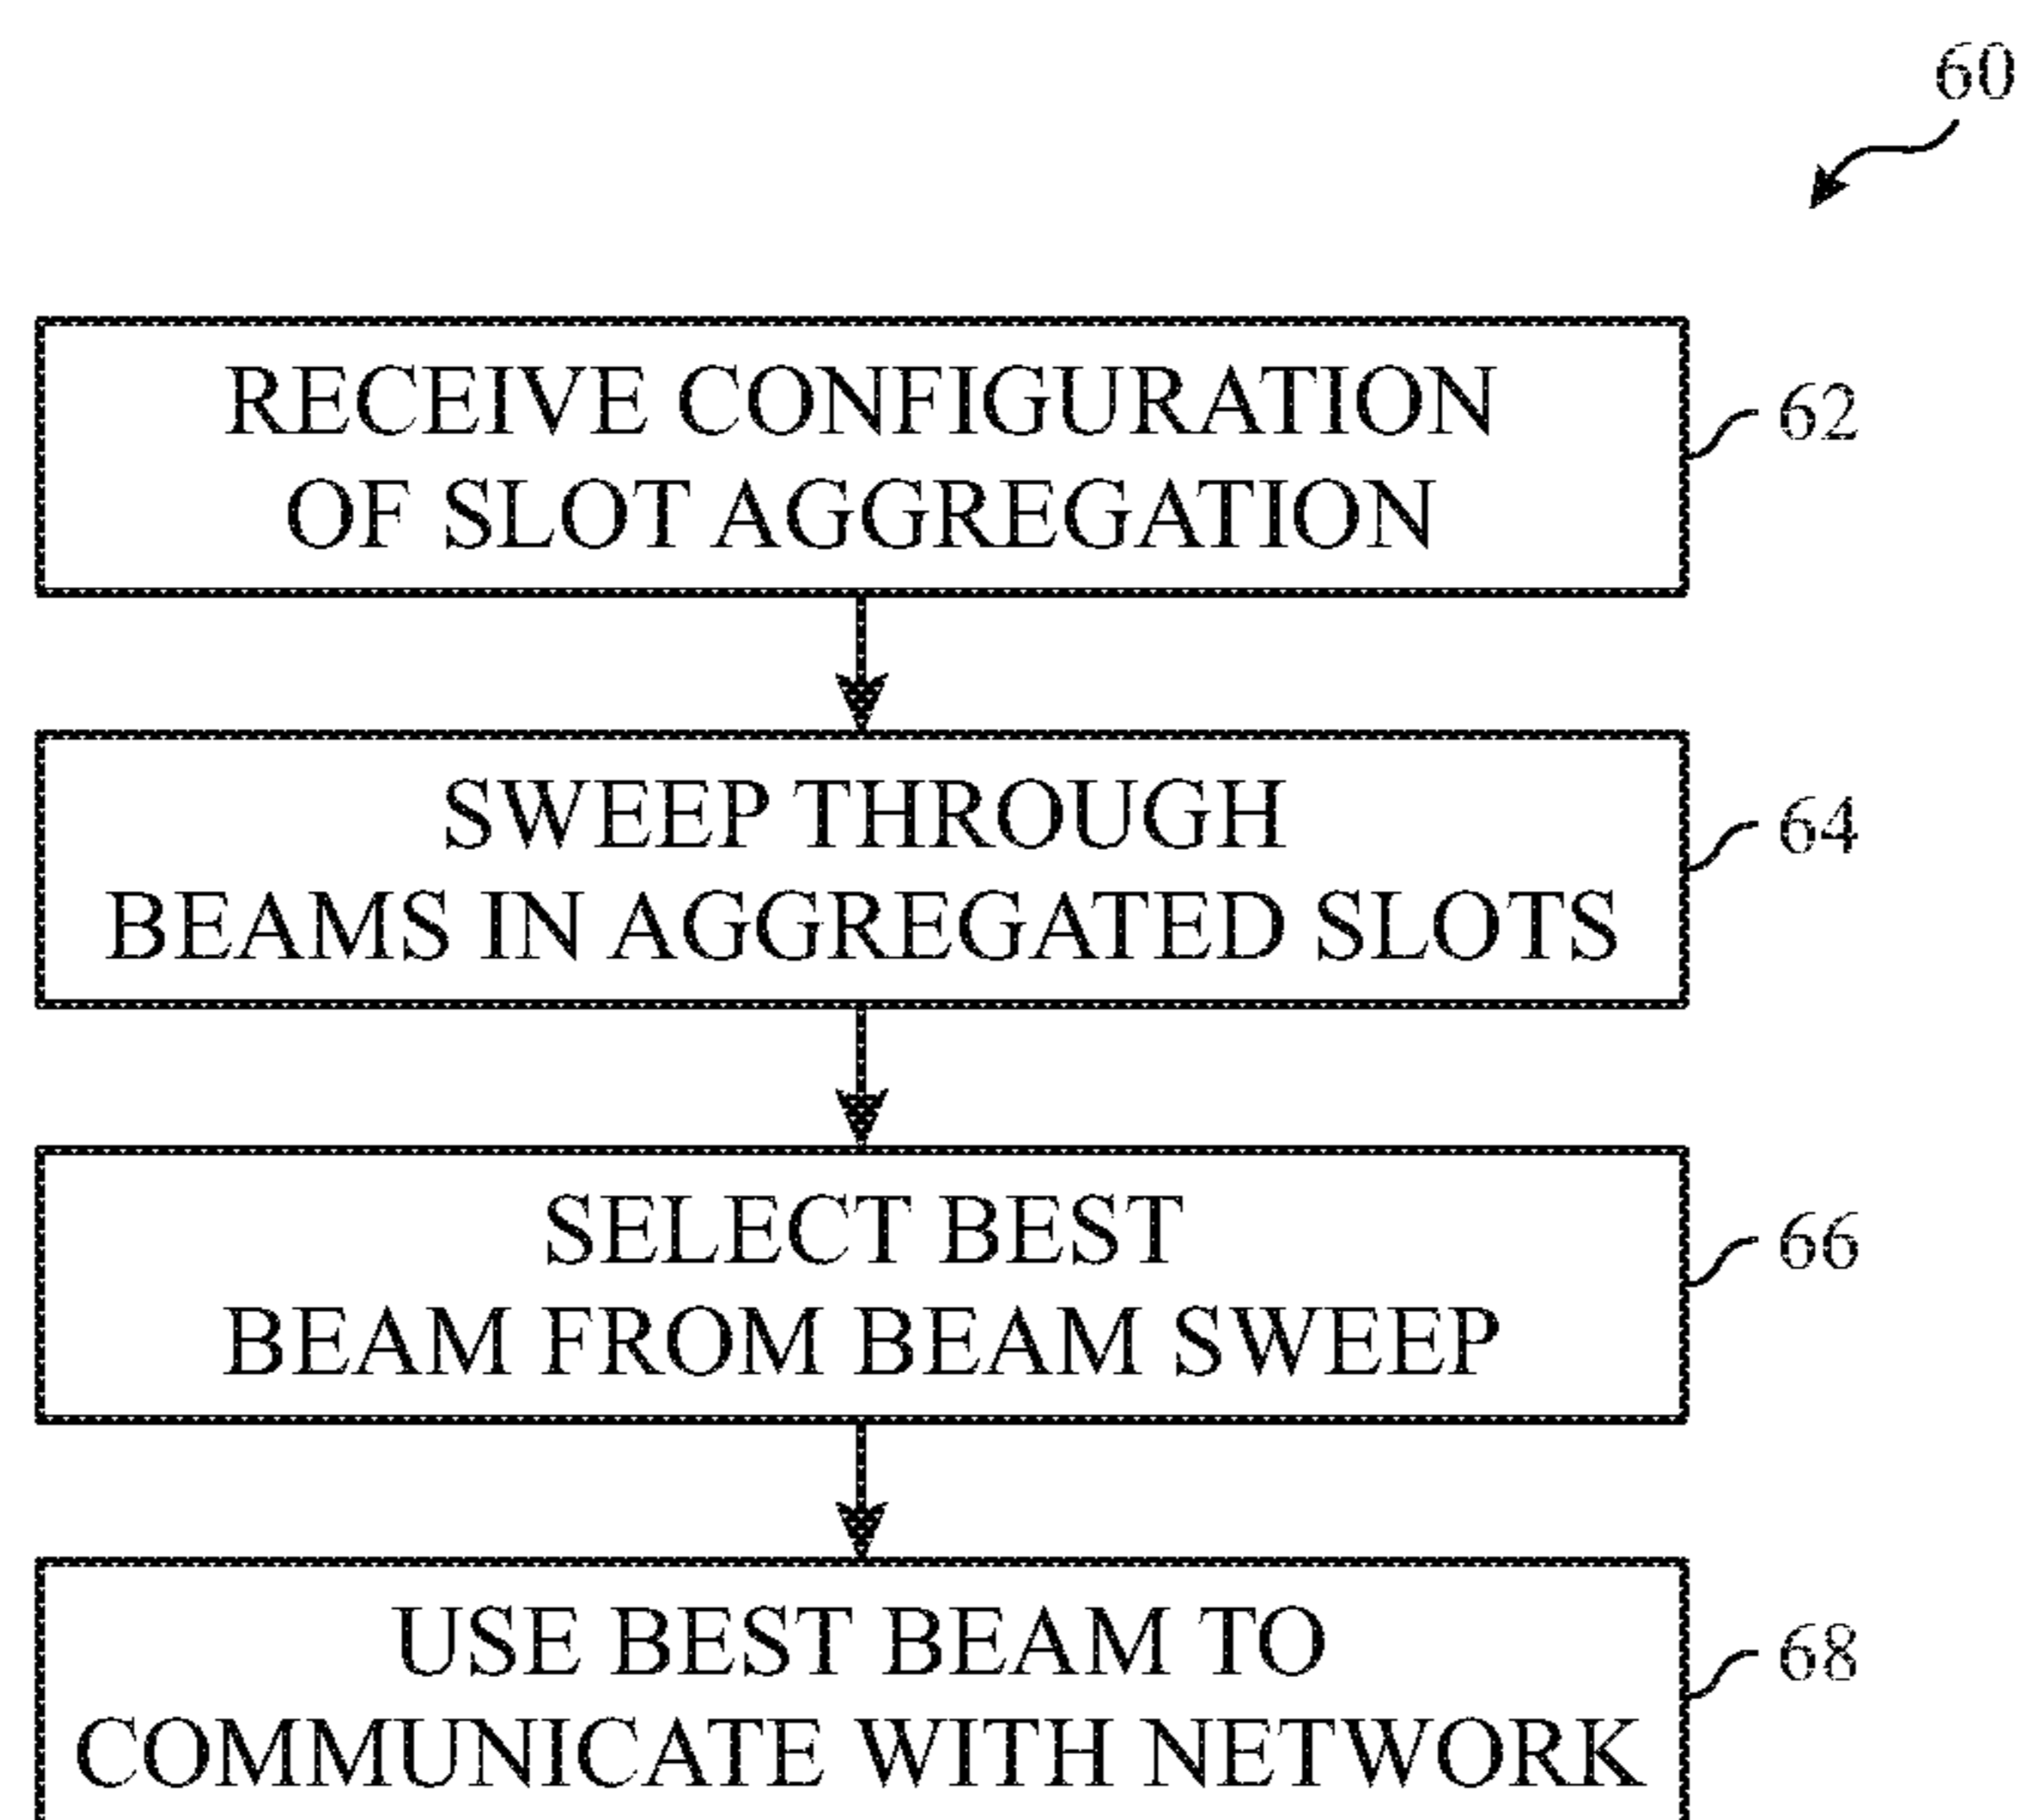 60
RECEIVE CONFIGURATION
OF SLOT AGGREGATION
62
SWEEP THROUGH
BEAMS IN AGGREGATED SLOTS
64
SELECT BEST
BEAM FROM BEAM SWEEP
66
USE BEST BEAM TO
COMMUNICATE WITH NETWORK
68